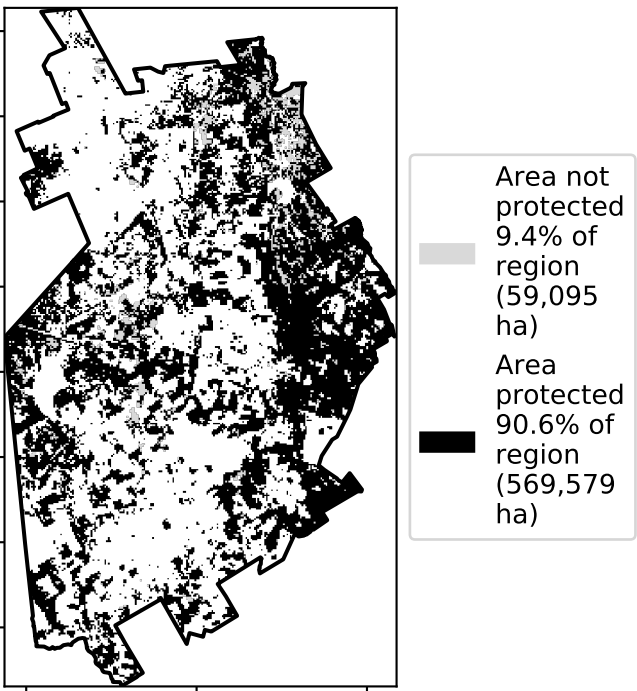 Area not
protected
9.4% of
region
(59,095
ha)
Area
protected
90.6% of
region
(569,579
ha)